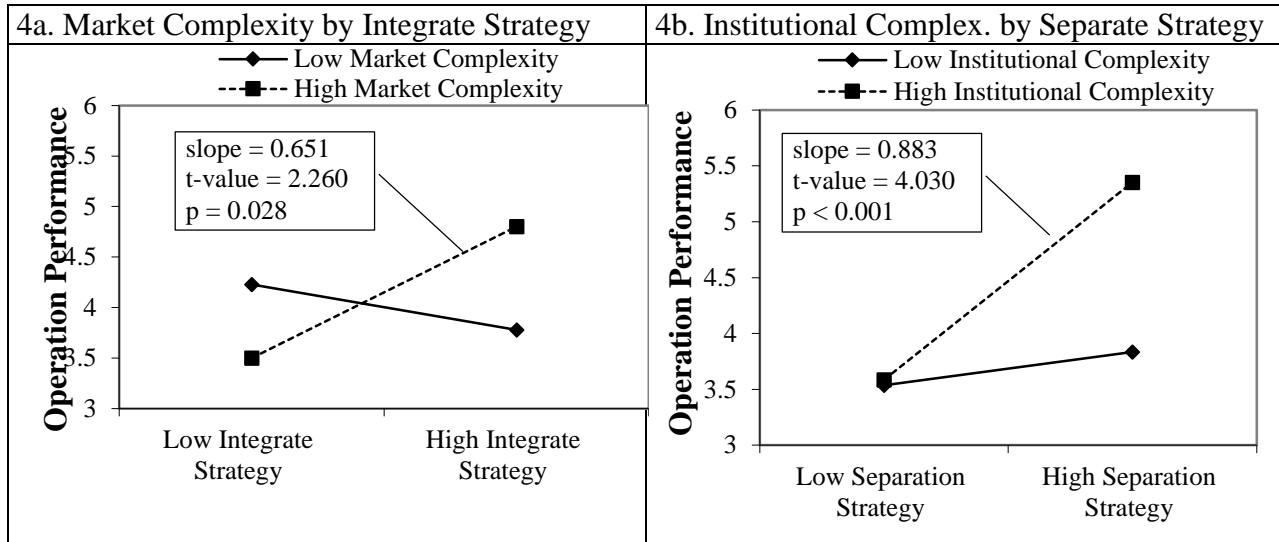 4a. Market Complexity by Integrate Strategy
Low Market Complexity
High Market Complexity
Operation Performance
6
5.5
5
4.5
4
3.5
3
slope = 0.651
t-value = 2.260
p = 0.028
Low Integrate
Strategy
High Integrate
Strategy
4b. Institutional Complex. by Separate Strategy
Low Institutional Complexity
High Institutional Complexity
Operation Performance
6
5.5
5
4.5
4
3.5
3
slope = 0.883
t-value = 4.030
p < 0.001
Low Separation
Strategy
High Separation
Strategy